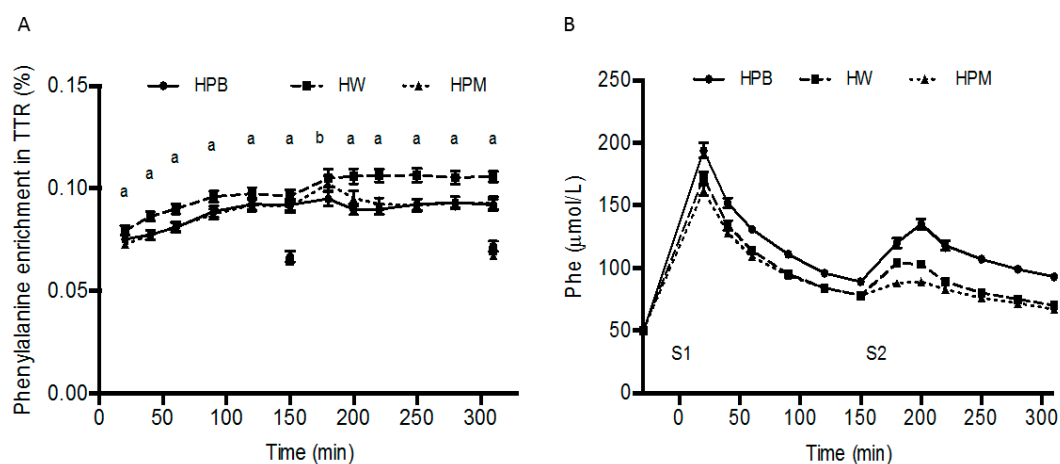 A
Phenylalanine enrichment in TTR (%)
HPB HW HPM
0.15
0.10
0.05
0.00
a a a a a a b a a a a a
0 50 100 150 200 250 300
Time (min)
B
Phe (µmol/L)
HPB HW HPM
250
200
150
100
50
0
S1 S2
0 50 100 150 200 250 300
Time (min)